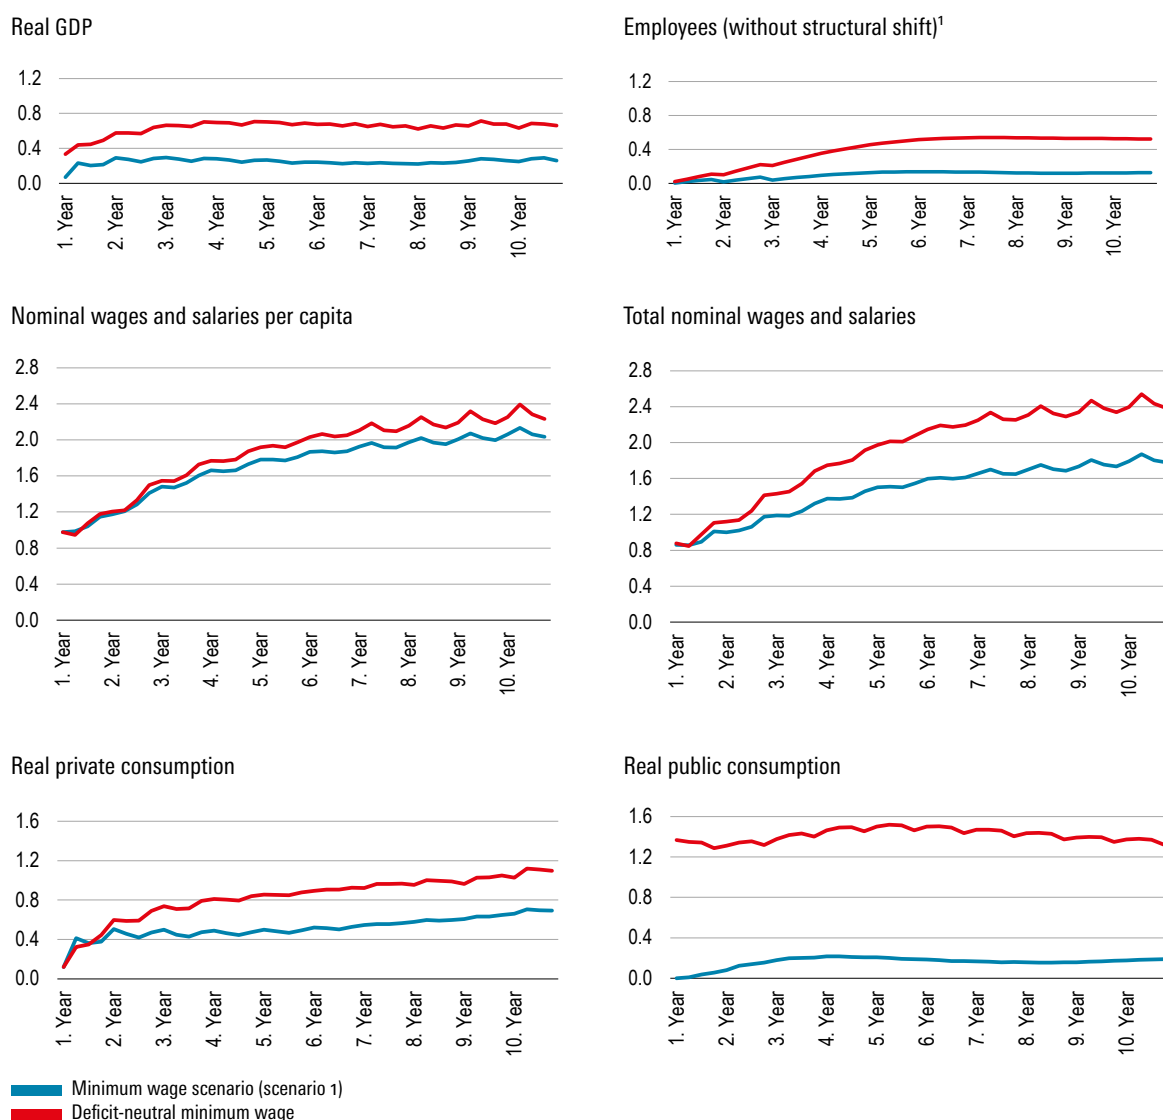 Real GDP
1.2
0.8
0.4
0.0
1. Year
2. Year
3. Year
4. Year
5. Year
6. Year
7. Year
8. Year
9. Year
10. Year
Employees (without structural shift)¹
1.2
0.8
0.4
0.0
1. Year
2. Year
3. Year
4. Year
5. Year
6. Year
7. Year
8. Year
9. Year
10. Year
Nominal wages and salaries per capita
2.8
2.4
2.0
1.6
1.2
0.8
0.4
0.0
1. Year
2. Year
3. Year
4. Year
5. Year
6. Year
7. Year
8. Year
9. Year
10. Year
Total nominal wages and salaries
2.8
2.4
2.0
1.6
1.2
0.8
0.4
0.0
1. Year
2. Year
3. Year
4. Year
5. Year
6. Year
7. Year
8. Year
9. Year
10. Year
Real private consumption
1.6
1.2
0.8
0.4
0.0
1. Year
2. Year
3. Year
4. Year
5. Year
6. Year
7. Year
8. Year
9. Year
10. Year
Real public consumption
1.6
1.2
0.8
0.4
0.0
1. Year
2. Year
3. Year
4. Year
5. Year
6. Year
7. Year
8. Year
9. Year
10. Year
Minimum wage scenario (scenario 1)
Deficit-neutral minimum wage